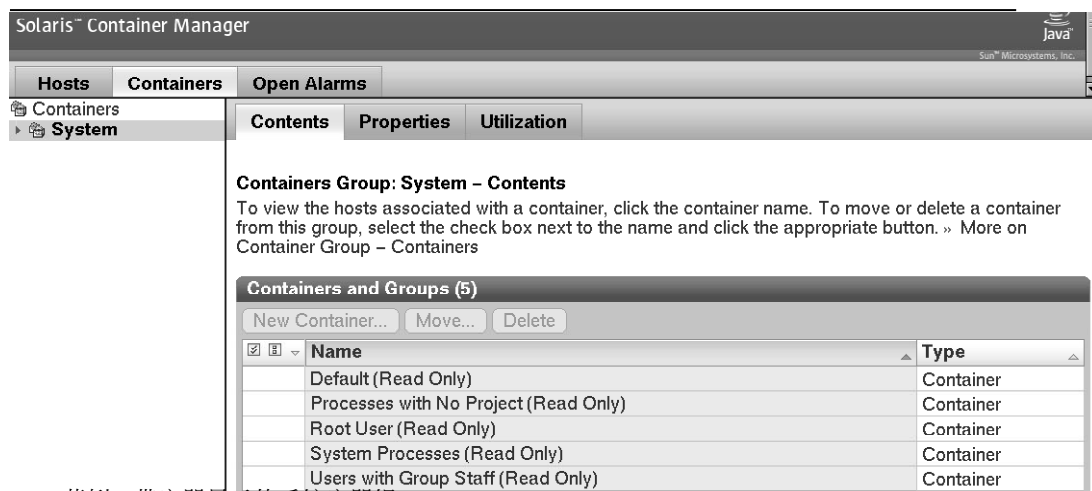 Solaris™ Container Manager
Java™
Sun™ Microsystems, Inc.
Hosts Containers Open Alarms
Containers
System
Contents Properties Utilization
Containers Group: System – Contents
To view the hosts associated with a container, click the container name. To move or delete a container
from this group, select the check box next to the name and click the appropriate button. » More on
Container Group – Containers
Containers and Groups (5)
New Container... Move... Delete
Name Type
Default (Read Only) Container
Processes with No Project (Read Only) Container
Root User (Read Only) Container
System Processes (Read Only) Container
Users with Group Staff (Read Only) Container